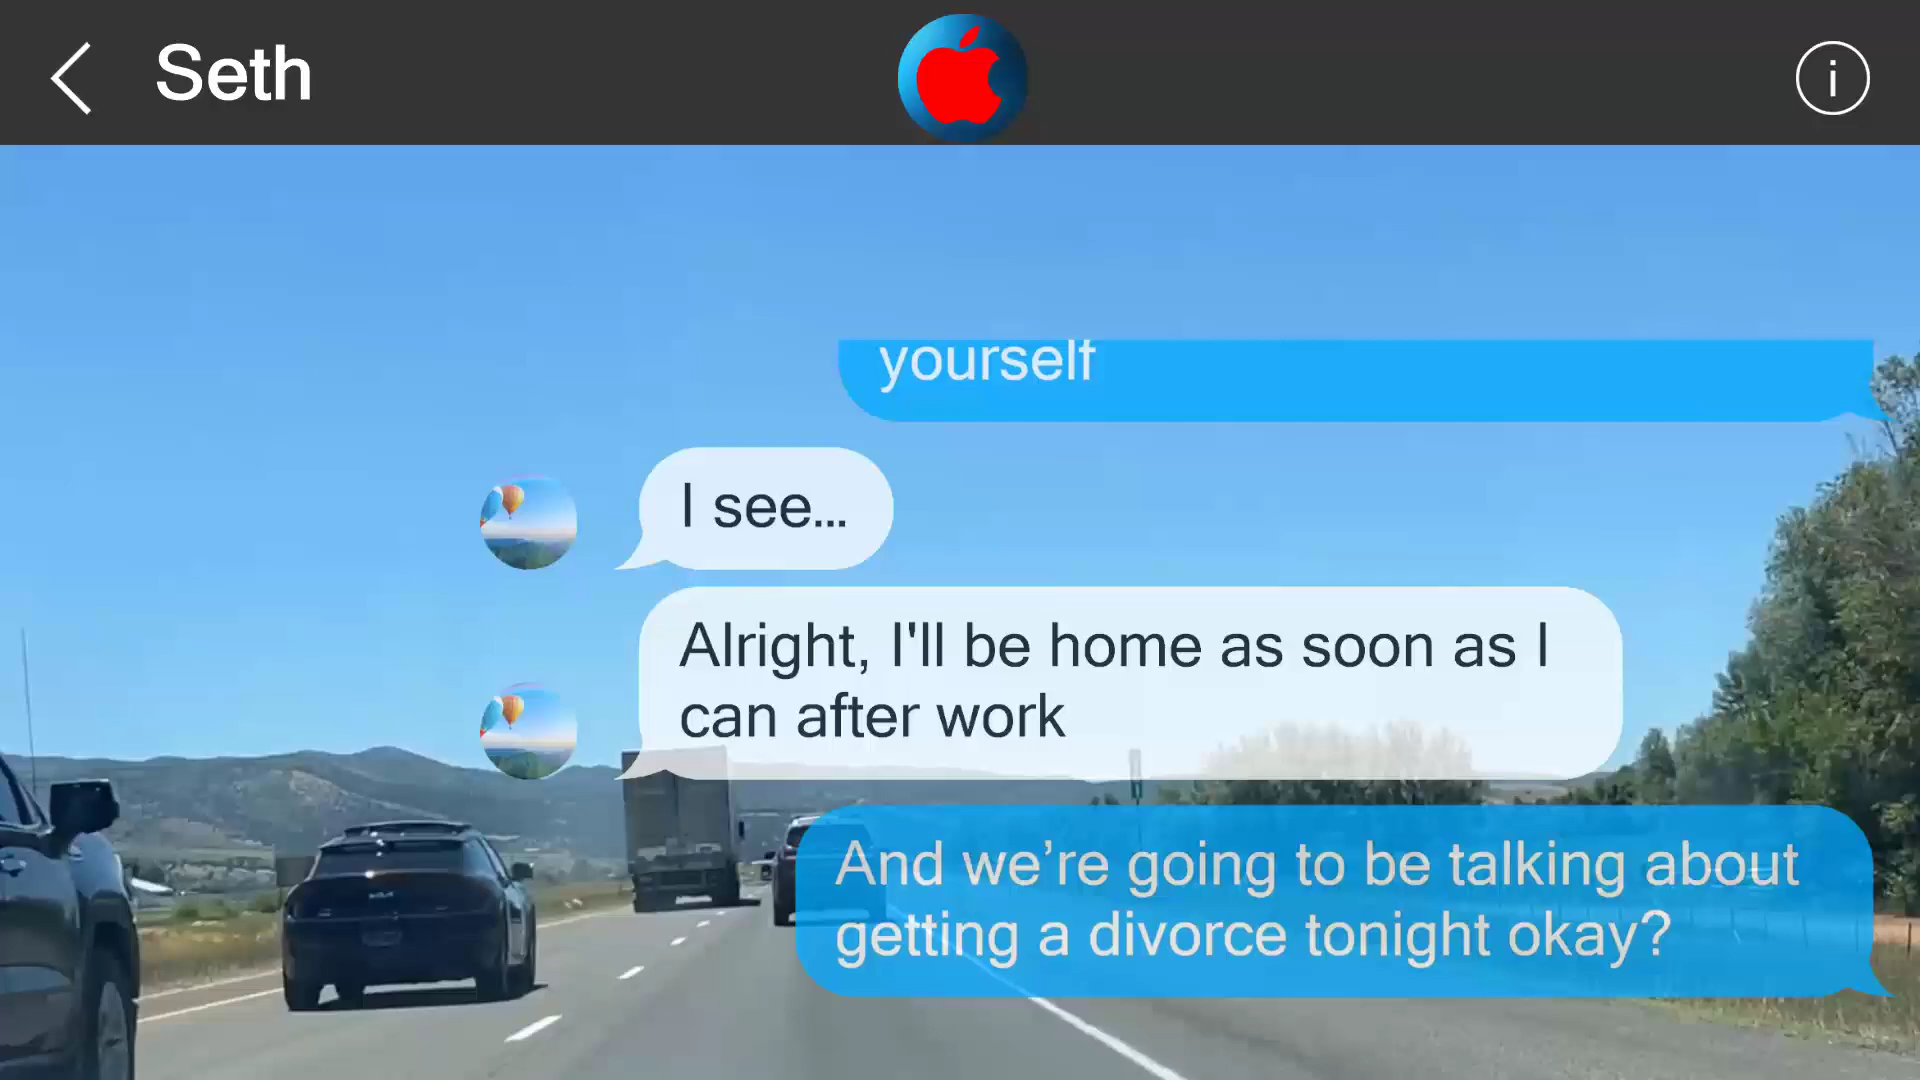 Seth
i
yourself
I see...
Alright, I'll be home as soon as I
can after work
And we’re going to be talking about
getting a divorce tonight okay?